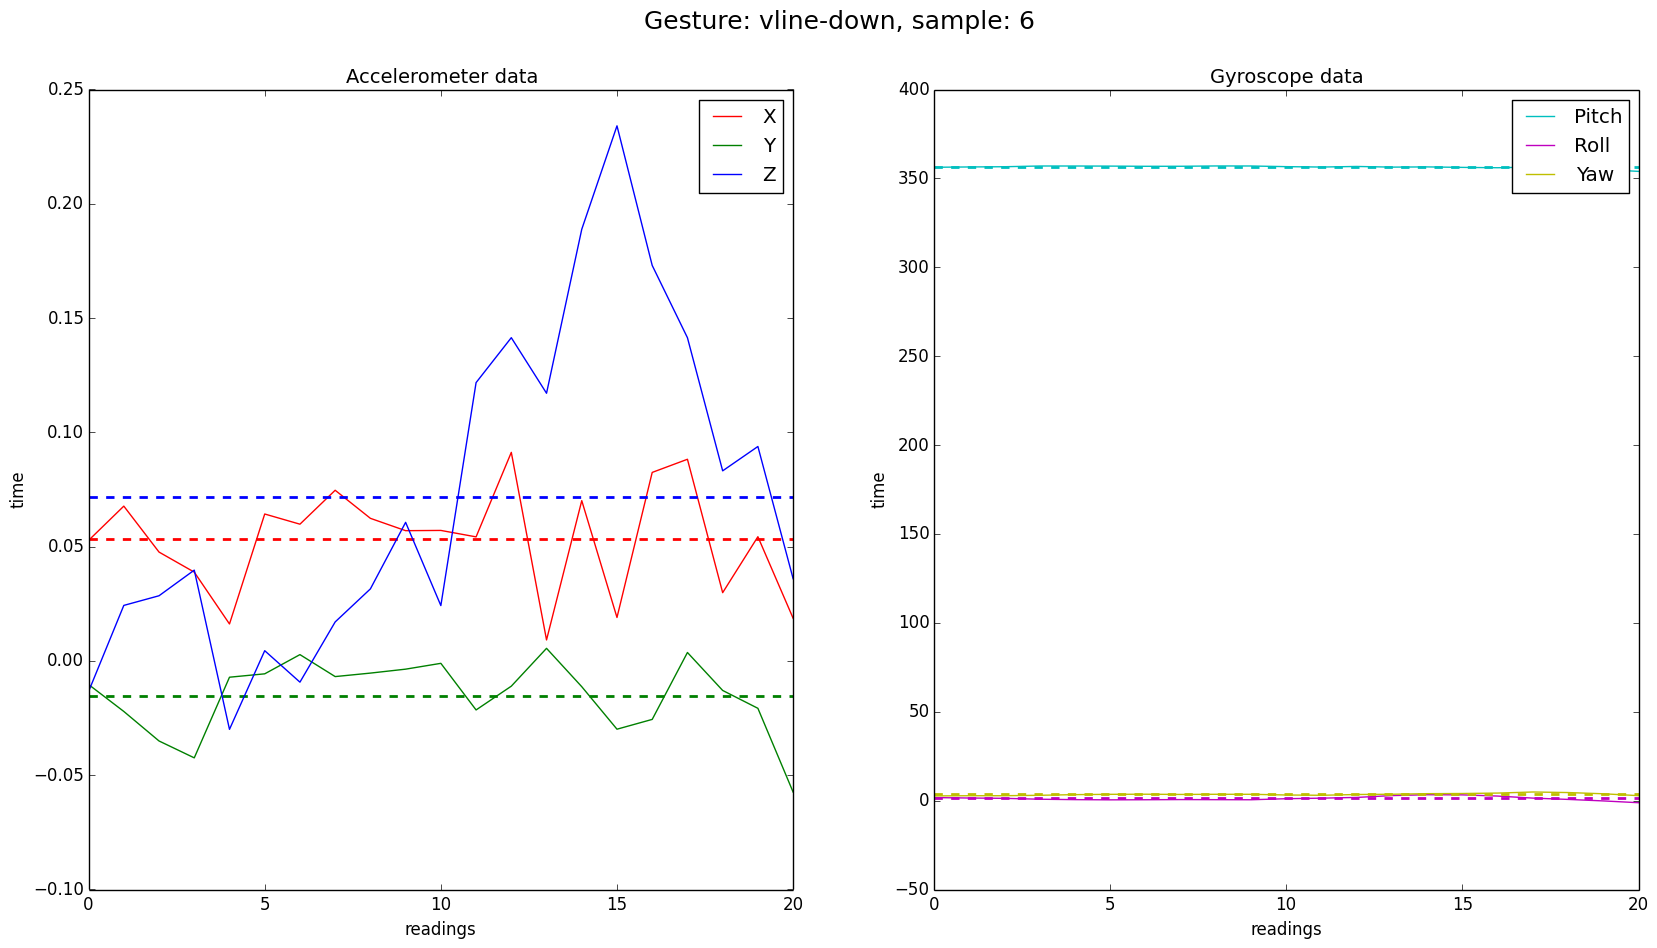 Gesture: vline-down, sample: 6
Accelerometer data
0.25
0.20
0.15
0.10
0.05
0.00
−0.05
−0.10
time
X
Y
Z
0 5 10 15 20
readings
Gyroscope data
400
350
300
250
200
150
100
50
0
−50
time
Pitch
Roll
Yaw
0 5 10 15 20
readings